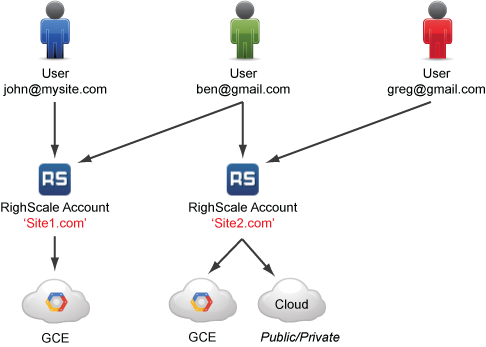 User
john@mysite.com
User
ben@gmail.com
User
greg@gmail.com
RS
RighScale Account
'Site1.com'
RS
RighScale Account
'Site2.com'
GCE
GCE
Cloud
Public/Private